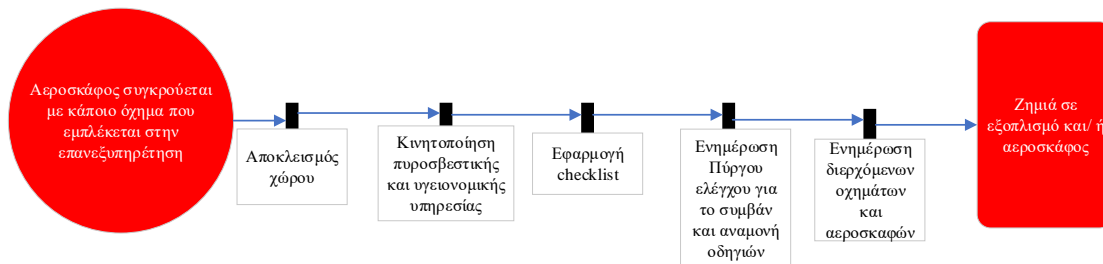 Αεροσκάφος συγκρούεται
με κάποιο όχημα που
εμπλέκεται στην
επανεξυπηρέτηση
Αποκλεισμός
χώρου
Κινητοποίηση
πυροσβεστικής
και υγειονομικής
υπηρεσίας
Εφαρμογή
checklist
Ενημέρωση
Πύργου
ελέγχου για
το συμβάν
και αναμονή
οδηγιών
Ενημέρωση
διερχόμενων
οχημάτων
και
αεροσκαφών
Ζημιά σε
εξοπλισμό και/ ή
αεροσκάφος